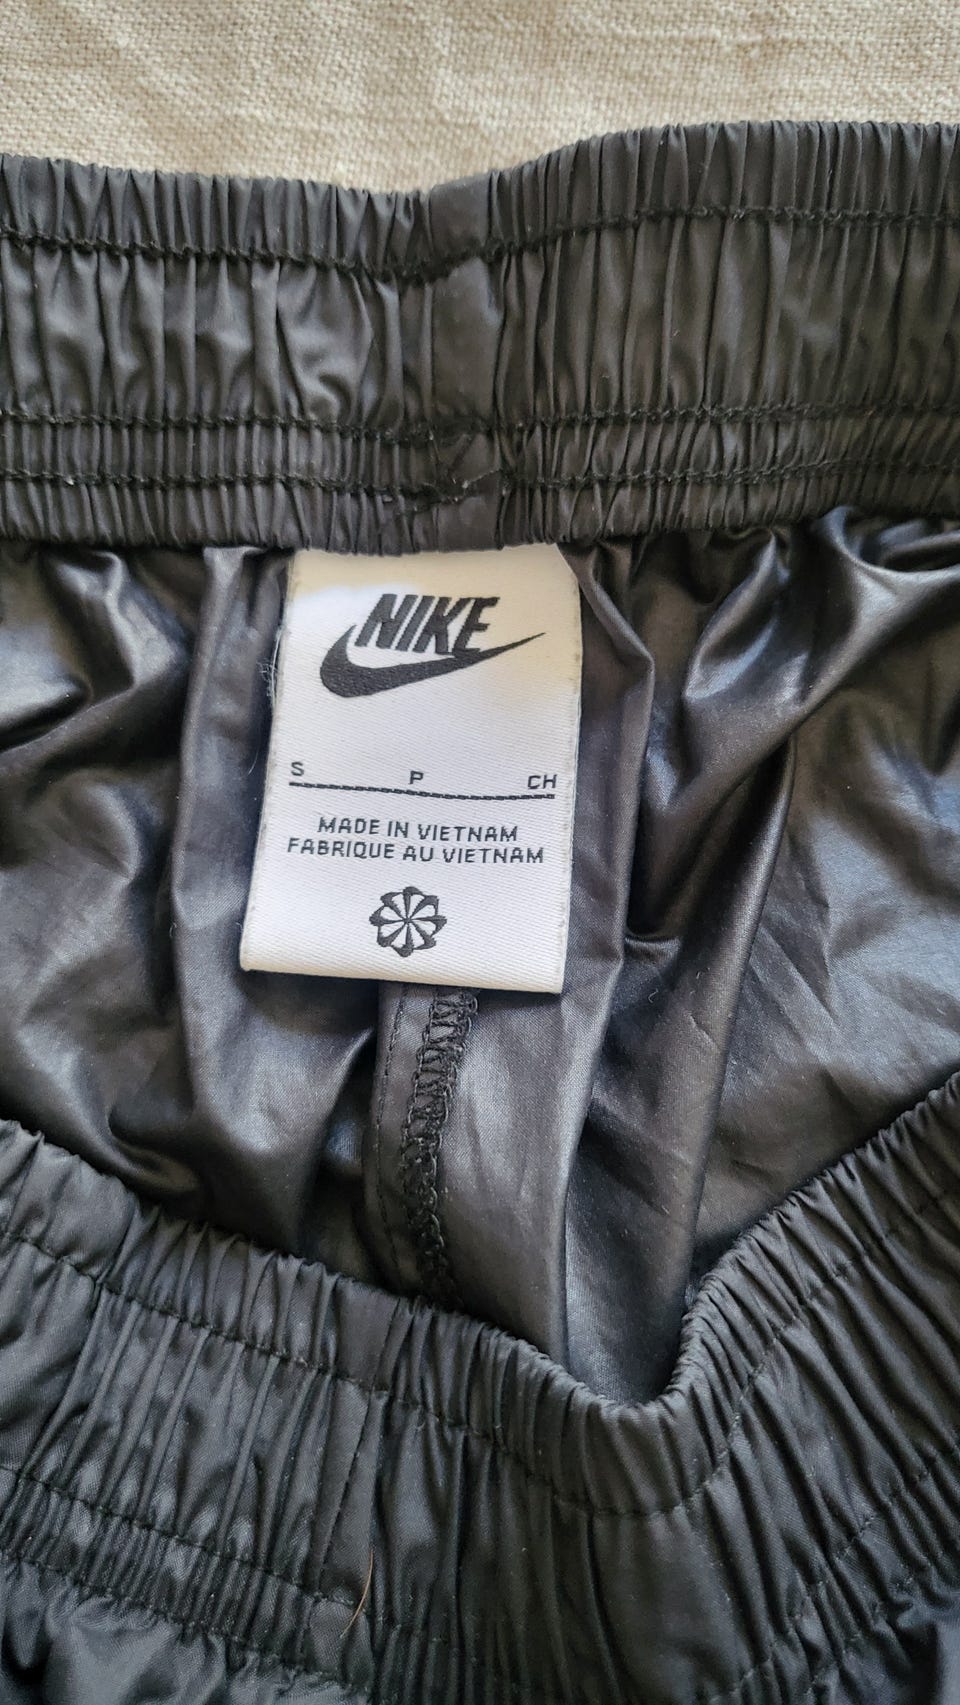 NIKE
S P CH
MADE IN VIETNAM
FABRIQUE AU VIETNAM